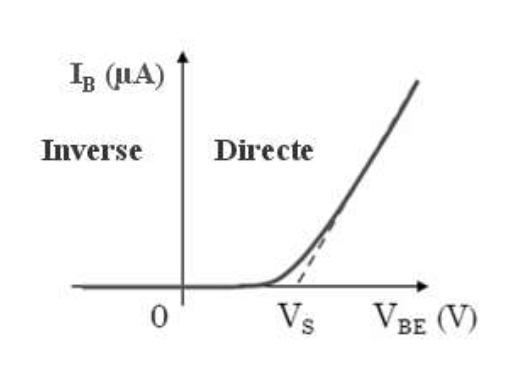 I_B (μA)
Inverse Directe
0 V_S V_BE (V)